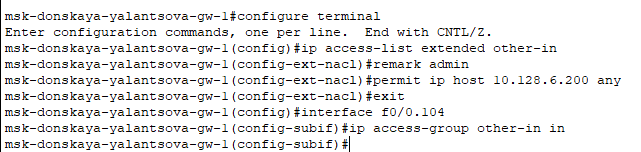 msk-donskaya-yalantsova-gw-1#configure terminal
Enter configuration commands, one per line.  End with CNTL/Z.
msk-donskaya-yalantsova-gw-1(config)#ip access-list extended other-in
msk-donskaya-yalantsova-gw-1(config-ext-nacl)#remark admin
msk-donskaya-yalantsova-gw-1(config-ext-nacl)#permit ip host 10.128.6.200 any
msk-donskaya-yalantsova-gw-1(config-ext-nacl)#exit
msk-donskaya-yalantsova-gw-1(config)#interface f0/0.104
msk-donskaya-yalantsova-gw-1(config-subif)#ip access-group other-in in
msk-donskaya-yalantsova-gw-1(config-subif)#